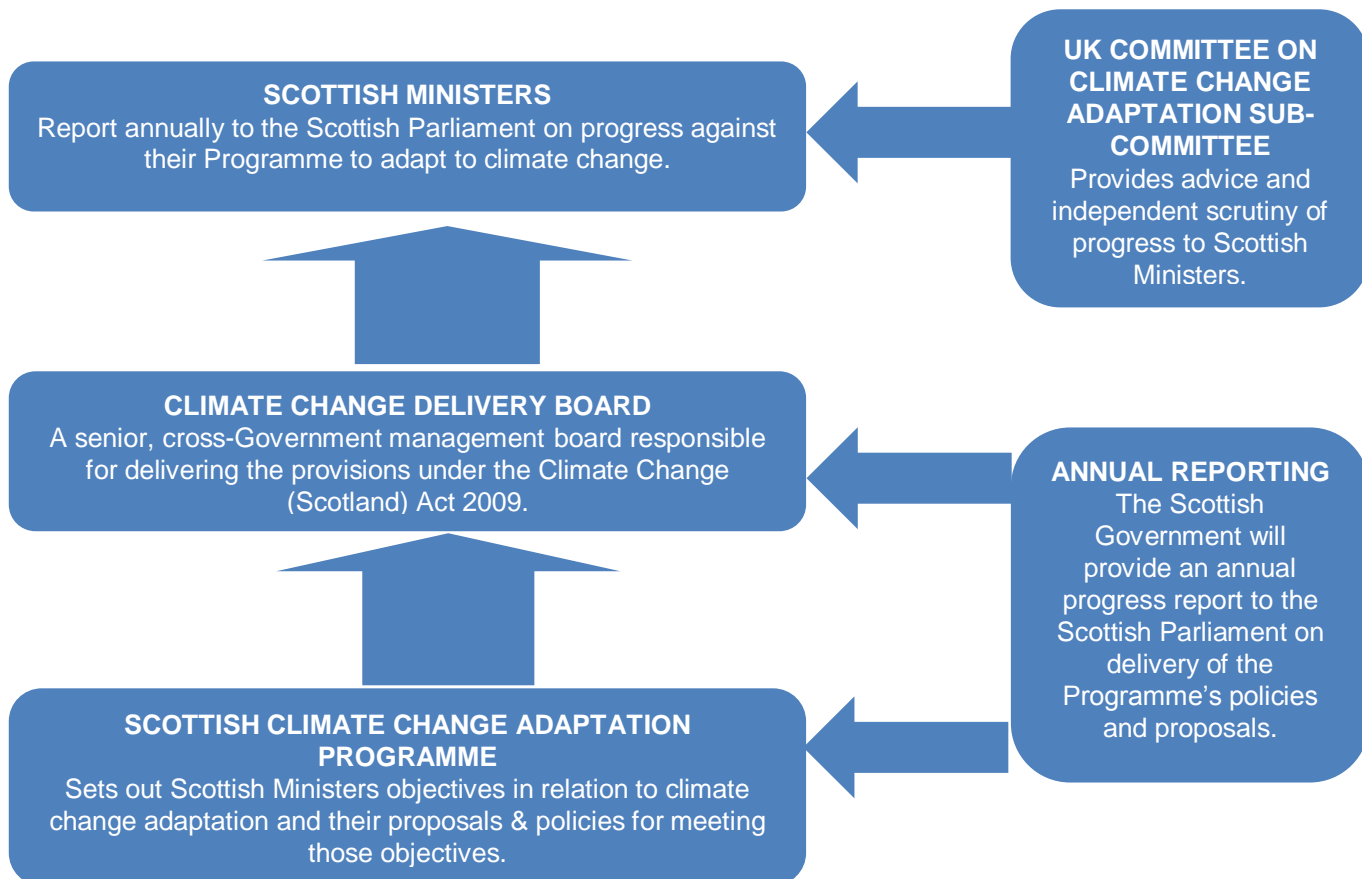 SCOTTISH MINISTERS
Report annually to the Scottish Parliament on progress against
their Programme to adapt to climate change.
UK COMMITTEE ON
CLIMATE CHANGE
ADAPTATION SUB-
COMMITTEE
Provides advice and
independent scrutiny of
progress to Scottish
Ministers.
CLIMATE CHANGE DELIVERY BOARD
A senior, cross-Government management board responsible
for delivering the provisions under the Climate Change
(Scotland) Act 2009.
ANNUAL REPORTING
The Scottish
Government will
provide an annual
progress report to the
Scottish Parliament on
delivery of the
Programme’s policies
and proposals.
SCOTTISH CLIMATE CHANGE ADAPTATION
PROGRAMME
Sets out Scottish Ministers objectives in relation to climate
change adaptation and their proposals & policies for meeting
those objectives.